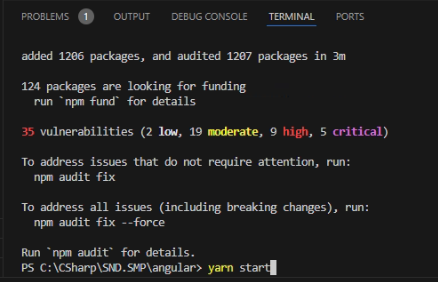 PROBLEMS 1 OUTPUT DEBUG CONSOLE TERMINAL PORTS
added 1206 packages, and audited 1207 packages in 3m
124 packages are looking for funding
run `npm fund` for details
35 vulnerabilities (2 low, 19 moderate, 9 high, 5 critical)
To address issues that do not require attention, run:
npm audit fix
To address all issues (including breaking changes), run:
npm audit fix --force
Run `npm audit` for details.
PS C:\CSharp\SND.SMP\angular> yarn start